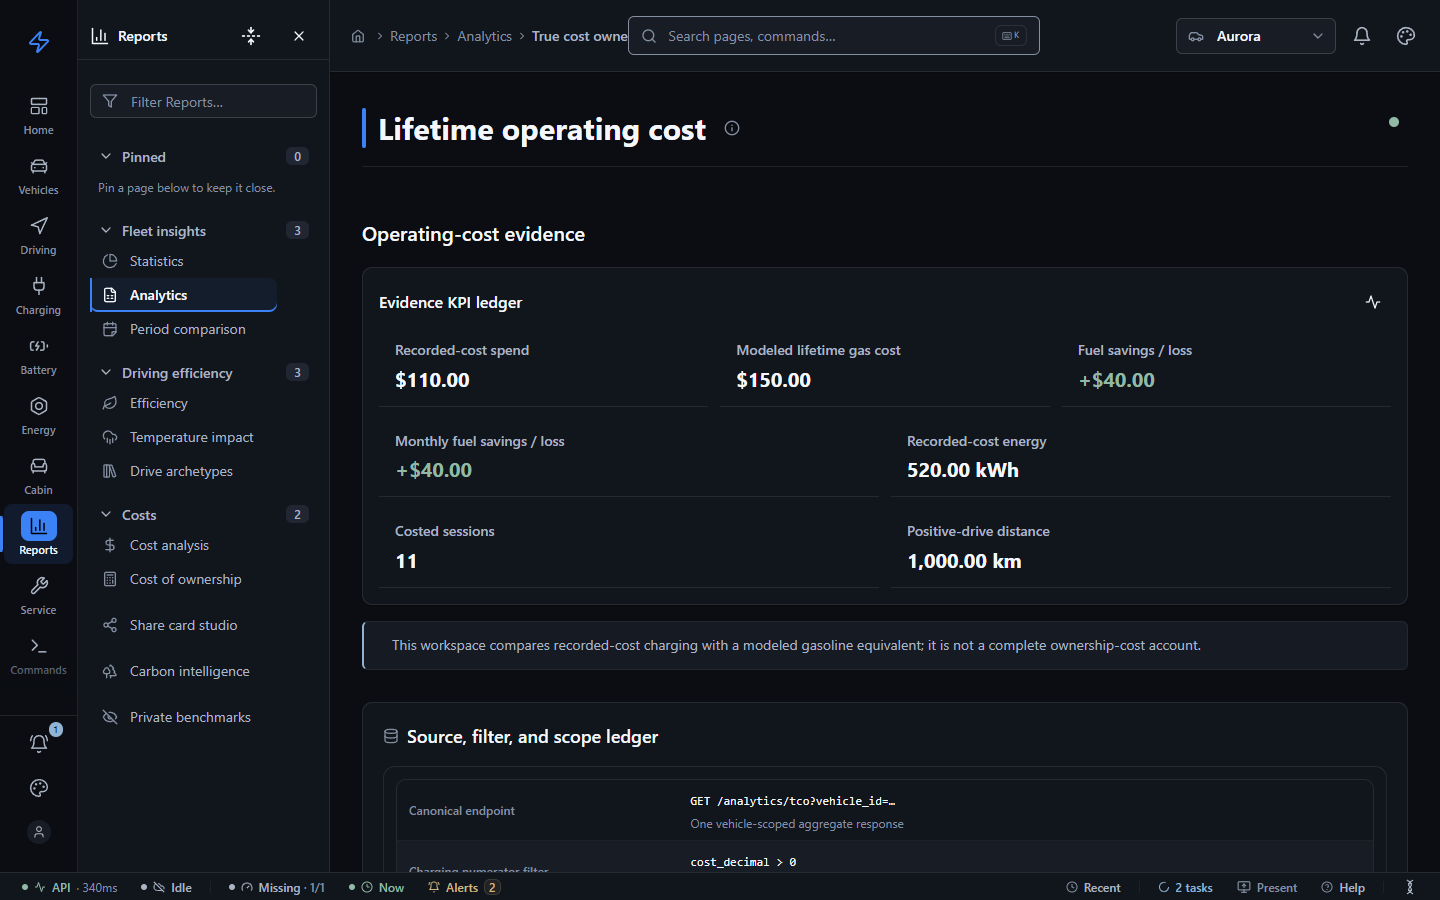 Reports
Reports
Analytics
True cost owne
Search pages, commands...
K
Aurora
Home
Vehicles
Driving
Charging
Battery
Energy
Cabin
Reports
Service
Commands
1
Filter Reports...
Pinned
0
Pin a page below to keep it close.
Fleet insights
3
Statistics
Analytics
Period comparison
Driving efficiency
3
Efficiency
Temperature impact
Drive archetypes
Costs
2
Cost analysis
Cost of ownership
Share card studio
Carbon intelligence
Private benchmarks
Lifetime operating cost
Operating-cost evidence
Evidence KPI ledger
Recorded-cost spend
$110.00
Modeled lifetime gas cost
$150.00
Fuel savings / loss
+$40.00
Monthly fuel savings / loss
+$40.00
Recorded-cost energy
520.00 kWh
Costed sessions
11
Positive-drive distance
1,000.00 km
This workspace compares recorded-cost charging with a modeled gasoline equivalent; it is not a complete ownership-cost account.
Source, filter, and scope ledger
Canonical endpoint
GET /analytics/tco?vehicle_id=…
One vehicle-scoped aggregate response
Charging numerator filter
cost_decimal > 0
API · 340ms
Idle
Missing · 1/1
Now
Alerts 2
Recent
2 tasks
Present
Help